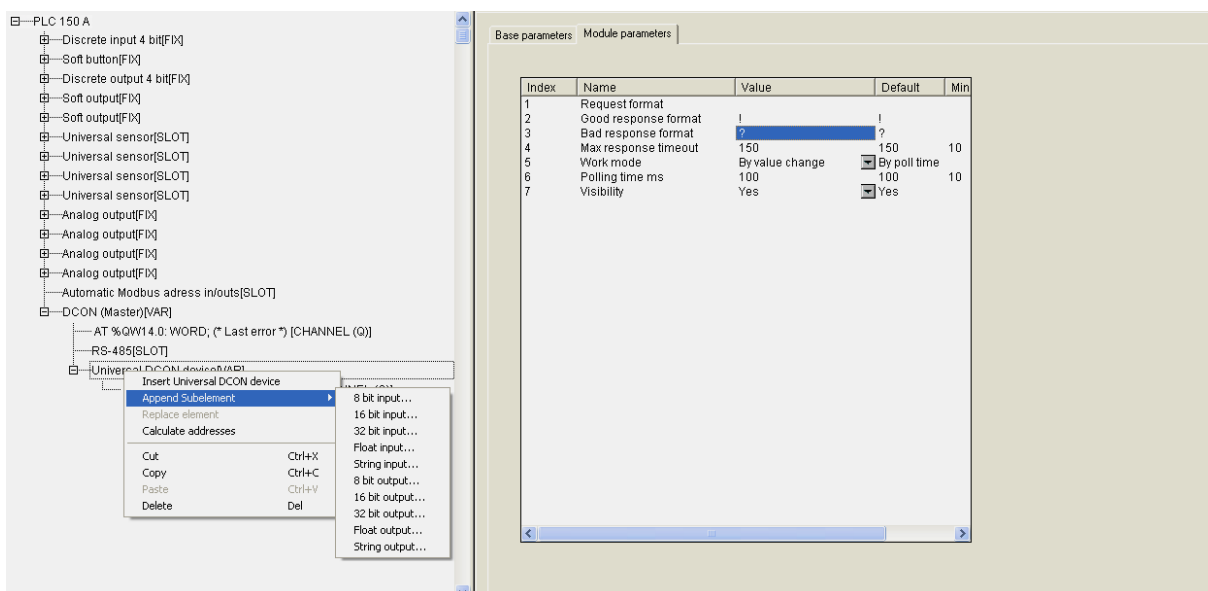 PLC 150 A
Discrete input 4 bit[FIX]
Soft button[FIX]
Discrete output 4 bit[FIX]
Soft output[FIX]
Soft output[FIX]
Universal sensor[SLOT]
Universal sensor[SLOT]
Universal sensor[SLOT]
Universal sensor[SLOT]
Analog output[FIX]
Analog output[FIX]
Analog output[FIX]
Analog output[FIX]
Automatic Modbus adress in/outs[SLOT]
DCON (Master)[VAR]
AT %QW14.0: WORD; (* Last error *) [CHANNEL (Q)]
RS-485[SLOT]
Universal DCON device[VAR]
Insert Universal DCON device
Append Subelement
Replace element
Calculate addresses
Cut Ctrl+X
Copy Ctrl+C
Paste Ctrl+V
Delete Del
8 bit input...
16 bit input...
32 bit input...
Float input...
String input...
8 bit output...
16 bit output...
32 bit output...
Float output...
String output...
Base parameters Module parameters
Index Name Value Default Min
1 Request format
2 Good response format ! !
3 Bad response format ? ?
4 Max response timeout 150 150 10
5 Work mode By value change By poll time
6 Polling time ms 100 100 10
7 Visibility Yes Yes